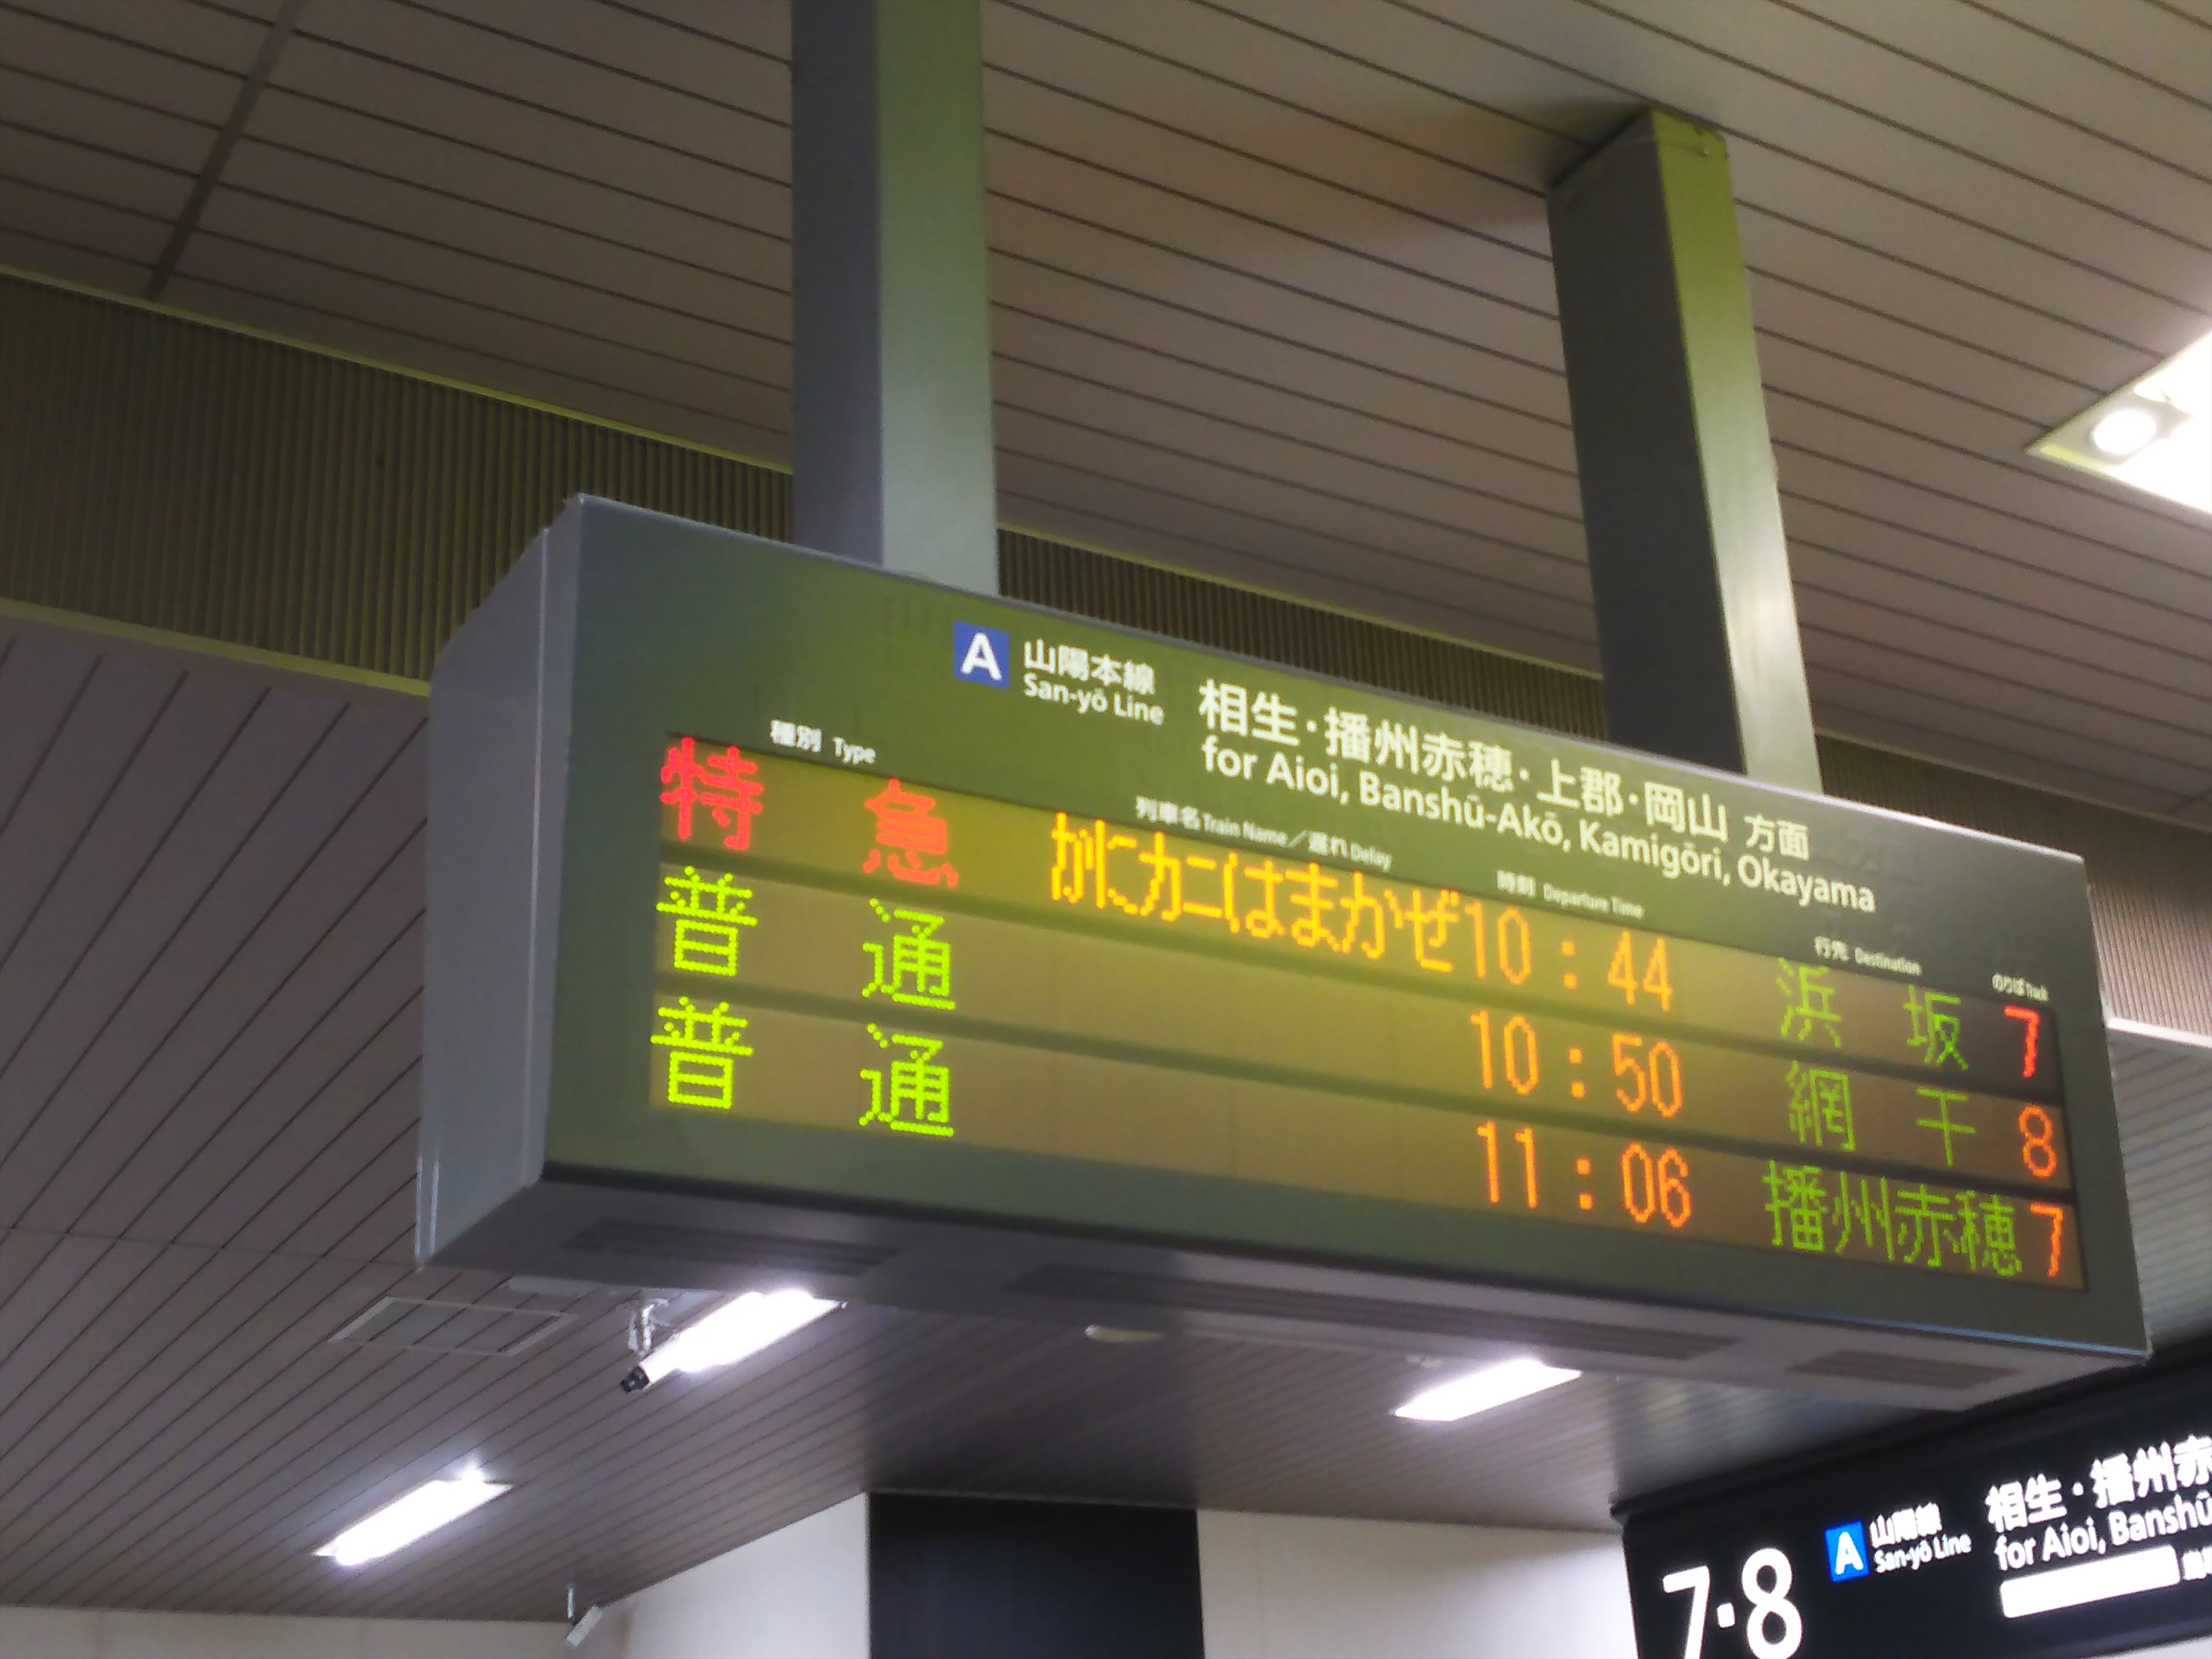 A 山陽本線 相生・播州赤穂・上郡・岡山 方面
San-yō Line for Aioi, Banshū-Akō, Kamigōri, Okayama
種別 Type 列車名 Train Name／遅れ Delay 時刻 Departure Time 行先 Destination のりば Track
特急 かにカニはまかぜ 10:44 浜坂 7
普通 10:50 網干 8
普通 11:06 播州赤穂 7
7・8 A 山陽線 相生・播州赤
San-yō Line for Aioi, Banshū